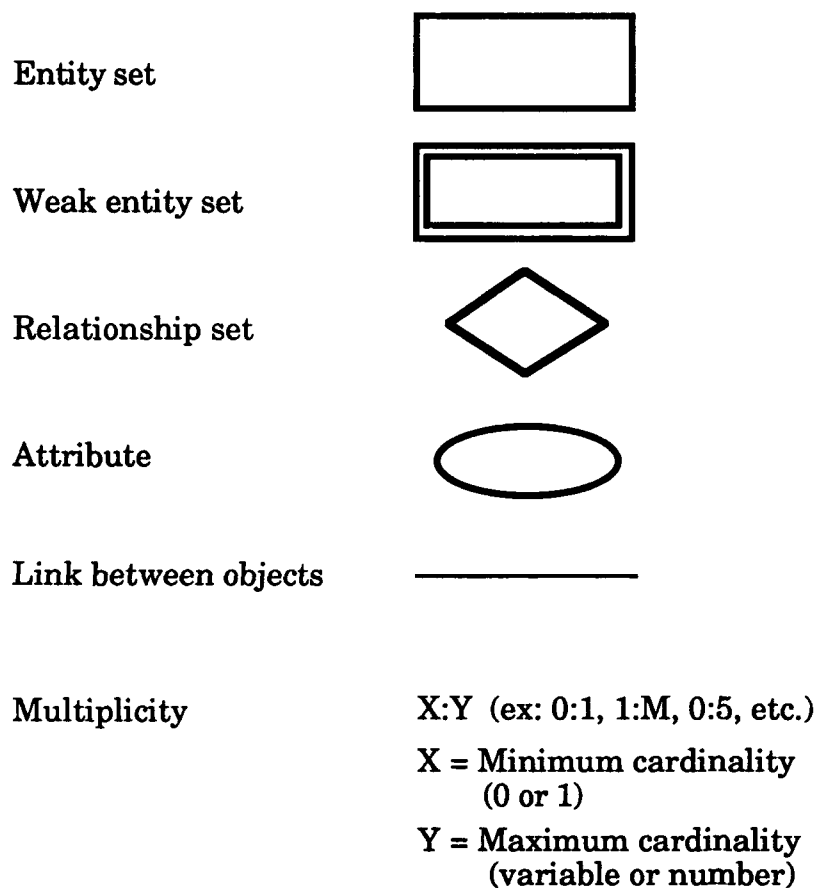 Entity set
Weak entity set
Relationship set
Attribute
Link between objects
Multiplicity
X:Y (ex: 0:1, 1:M, 0:5, etc.)
X = Minimum cardinality
(0 or 1)
Y = Maximum cardinality
(variable or number)